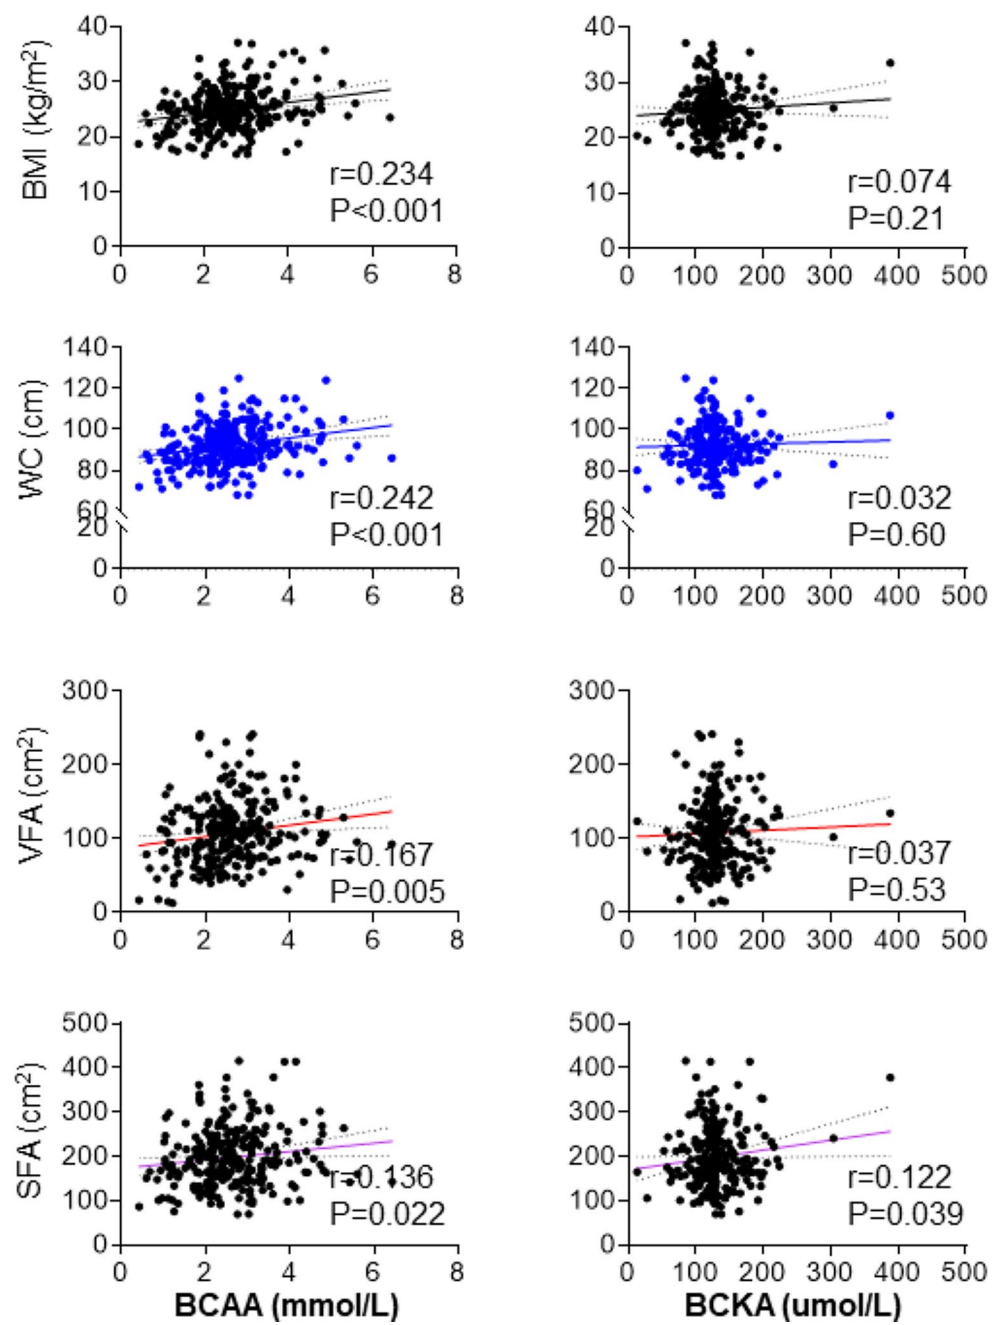 BMI (kg/m²)
40
30
20
10
0
0 2 4 6 8
r=0.234
P<0.001
40
30
20
10
0
0 100 200 300 400 500
r=0.074
P=0.21
WC (cm)
140
120
100
80
60
20
0
0 2 4 6 8
r=0.242
P<0.001
140
120
100
80
60
20
0
0 100 200 300 400 500
r=0.032
P=0.60
VFA (cm²)
300
200
100
0
0 2 4 6 8
r=0.167
P=0.005
300
200
100
0
0 100 200 300 400 500
r=0.037
P=0.53
SFA (cm²)
500
400
300
200
100
0
0 2 4 6 8
r=0.136
P=0.022
BCAA (mmol/L)
500
400
300
200
100
0
0 100 200 300 400 500
r=0.122
P=0.039
BCKA (umol/L)